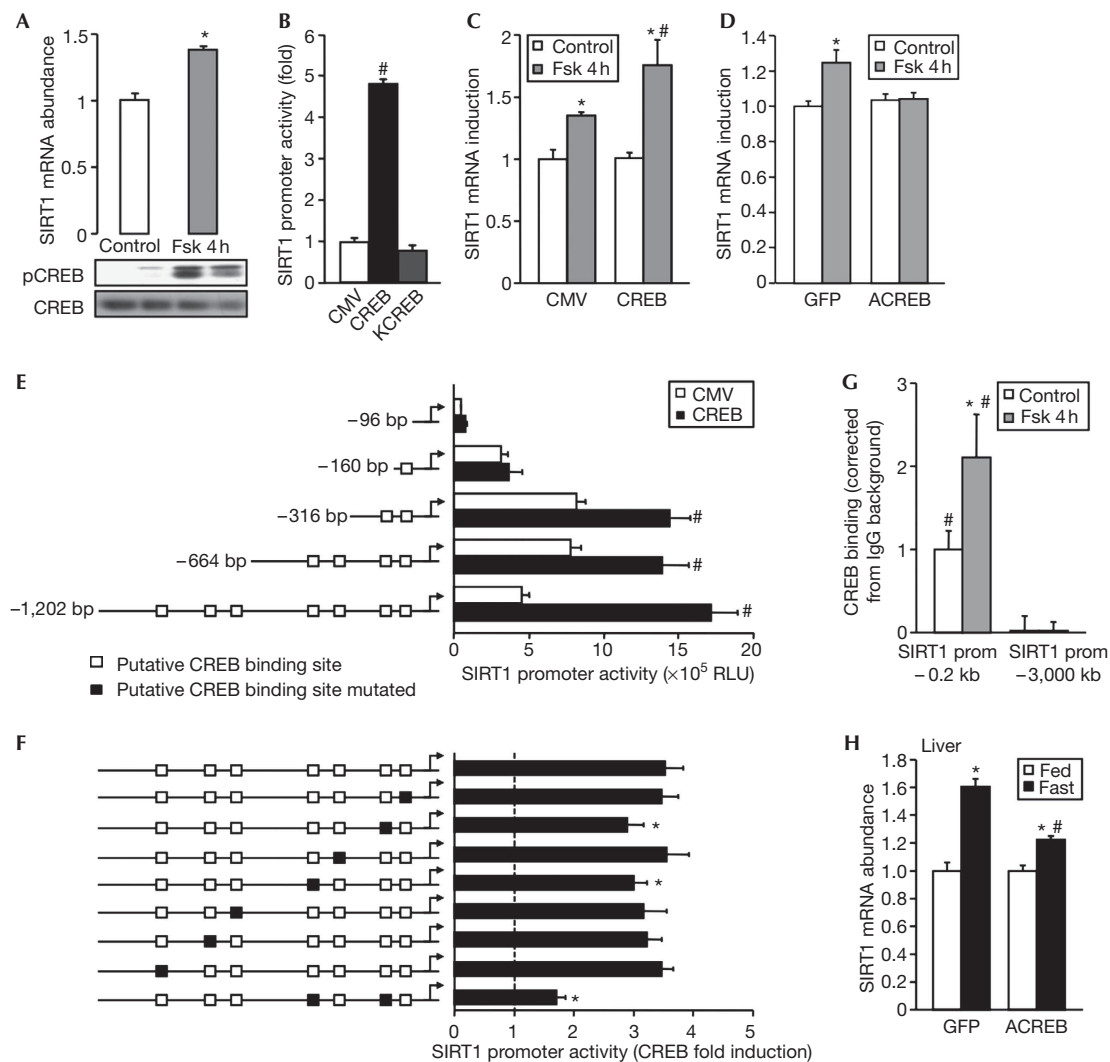 A
SIRT1 mRNA abundance
1.5
1
0.5
0
*
Control
Fsk 4 h
pCREB
CREB
B
SIRT1 promoter activity (fold)
6
5
4
3
2
1
0
#
CMV
CREB
KCREB
C
SIRT1 mRNA induction
2
1.5
1
0.5
0
Control
Fsk 4 h
*
* #
CMV
CREB
D
SIRT1 mRNA induction
1.4
1.2
1.0
0.8
0.6
0.4
0.2
0.0
Control
Fsk 4 h
*
GFP
ACREB
E
−96 bp
−160 bp
−316 bp
−664 bp
−1,202 bp
CMV
CREB
#
#
#
0
5
10
15
20
SIRT1 promoter activity (×10⁵ RLU)
Putative CREB binding site
Putative CREB binding site mutated
G
CREB binding (corrected
from IgG background)
3
2
1
0
Control
Fsk 4 h
#
* #
SIRT1 prom
−0.2 kb
SIRT1 prom
−3,000 kb
F
*
*
*
0
1
2
3
4
5
SIRT1 promoter activity (CREB fold induction)
H
Liver
SIRT1 mRNA abundance
1.8
1.6
1.4
1.2
1.0
0.8
0.6
0.4
0.2
0
Fed
Fast
*
* #
GFP
ACREB